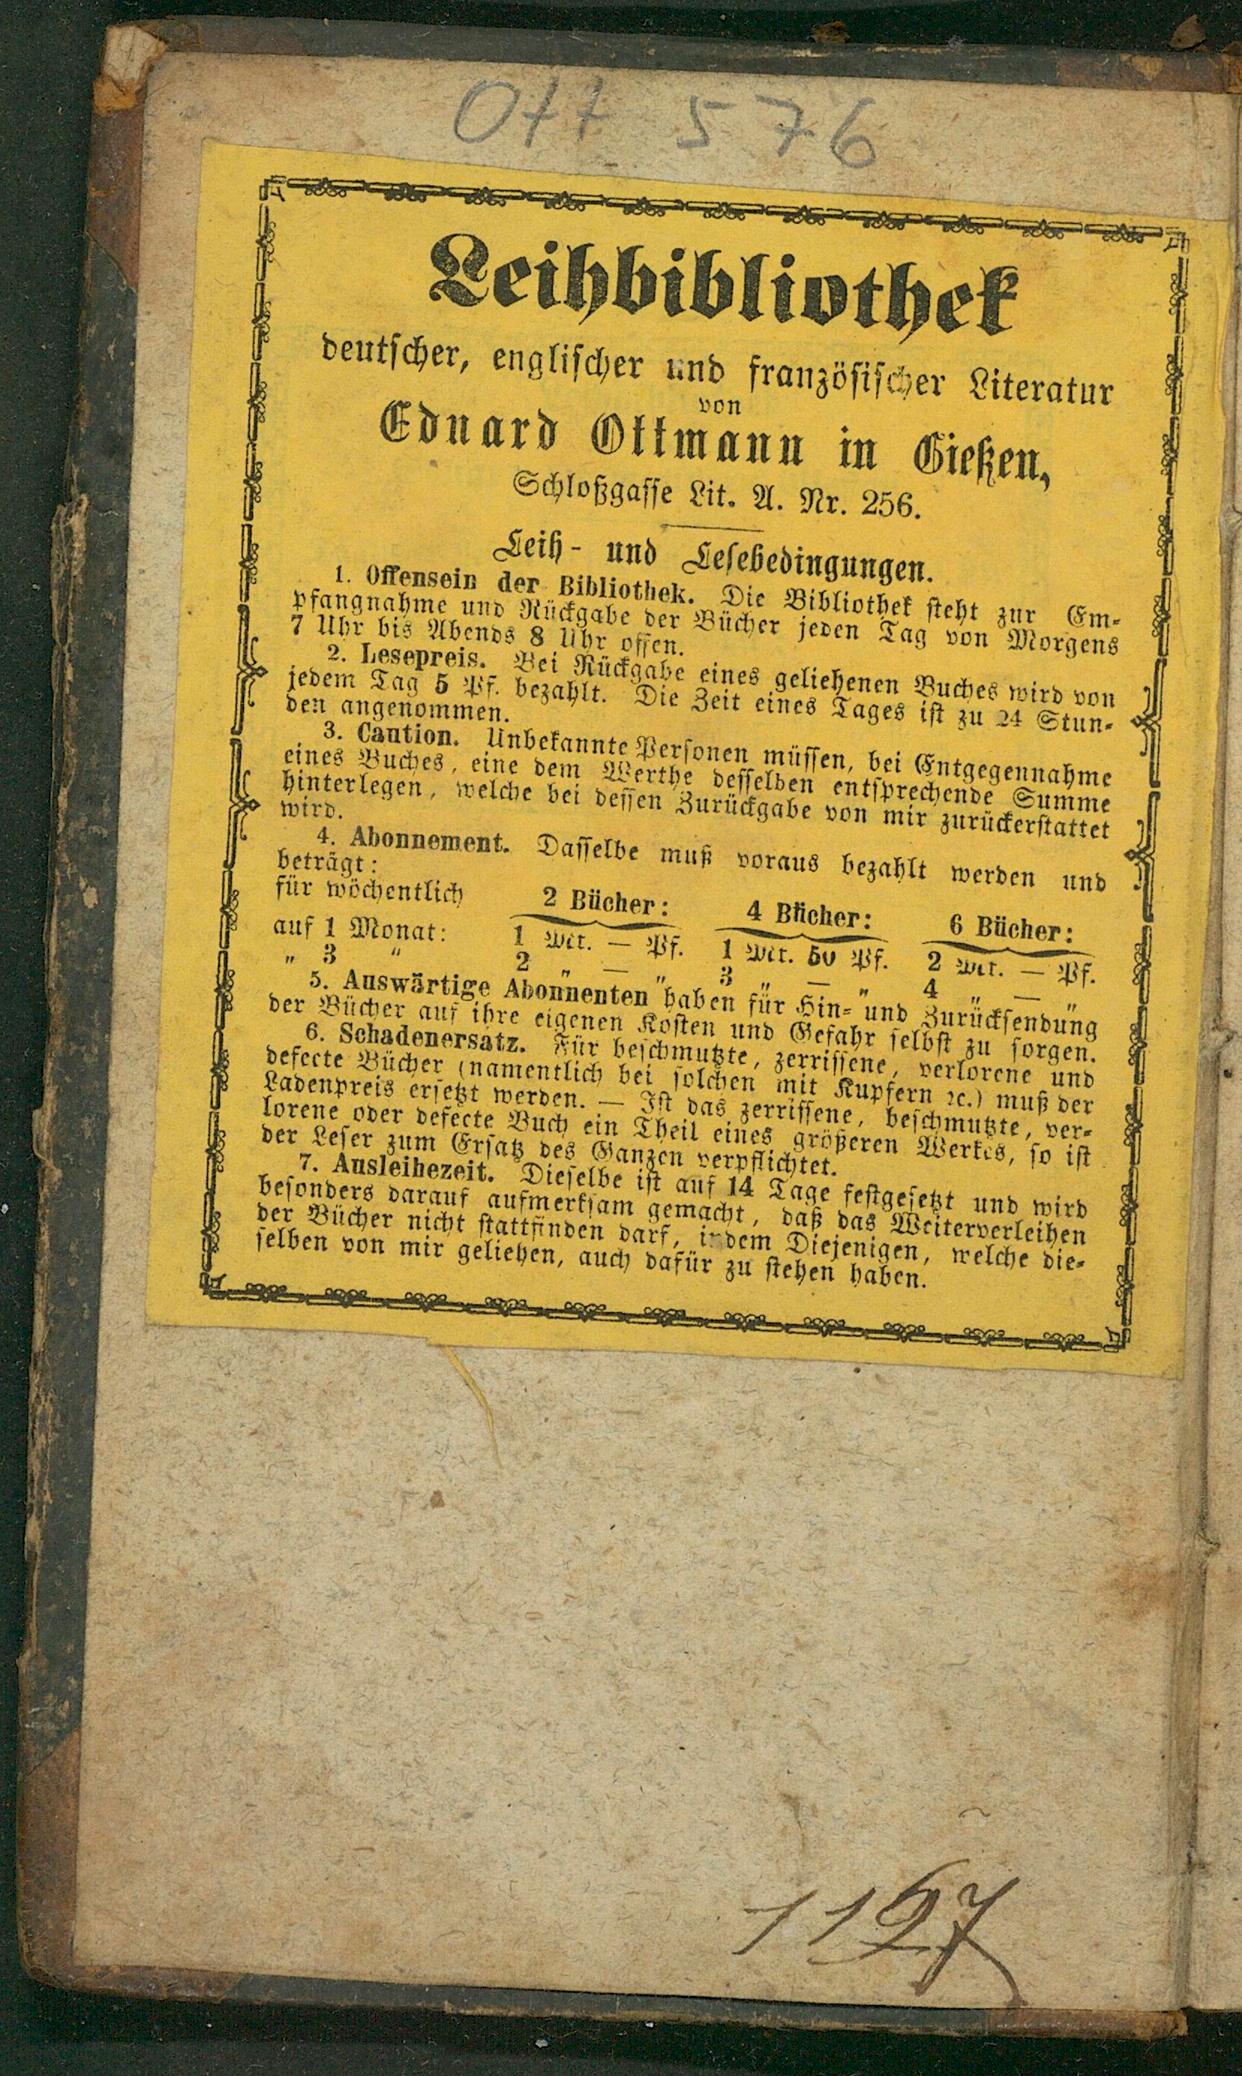 Ott 576
Leihbibliothek
deutscher, englischer und französischer Literatur
von
Eduard Ottmann in Gießen,
Schloßgasse Lit. A. Nr. 256.
Leih- und Lesebedingungen.
1. Offensein der Bibliothek. Die Bibliothek steht zur Em-
pfangnahme und Rückgabe der Bücher jeden Tag von Morgens
7 Uhr bis Abends 8 Uhr offen.
2. Lesepreis. Bei Rückgabe eines geliehenen Buches wird von
jedem Tag 5 Pf. bezahlt. Die Zeit eines Tages ist zu 24 Stun-
den angenommen.
3. Caution. Unbekannte Personen müssen, bei Entgegennahme
eines Buches, eine dem Werthe desselben entsprechende Summe
hinterlegen, welche bei dessen Zurückgabe von mir zurückerstattet
wird.
4. Abonnement. Dasselbe muß voraus bezahlt werden und
beträgt:
für wöchentlich 2 Bücher: 4 Bücher: 6 Bücher:
auf 1 Monat: 1 Mt. — Pf. 1 Mt. 50 Pf. 2 Mt. — Pf.
" 3 " 2 " — " 3 " — " 4 " — "
5. Auswärtige Abonnenten haben für Hin- und Zurücksendung
der Bücher auf ihre eigenen Kosten und Gefahr selbst zu sorgen.
6. Schadenersatz. Für beschmutzte, zerrissene, verlorene und
defecte Bücher (namentlich bei solchen mit Kupfern ꝛc.) muß der
Ladenpreis ersetzt werden. — Ist das zerrissene, beschmutzte, ver-
lorene oder defecte Buch ein Theil eines größeren Werkes, so ist
der Leser zum Ersatz des Ganzen verpflichtet.
7. Ausleihezeit. Dieselbe ist auf 14 Tage festgesetzt und wird
besonders darauf aufmerksam gemacht, daß das Weiterverleihen
der Bücher nicht stattfinden darf, indem Diejenigen, welche die-
selben von mir geliehen, auch dafür zu stehen haben.